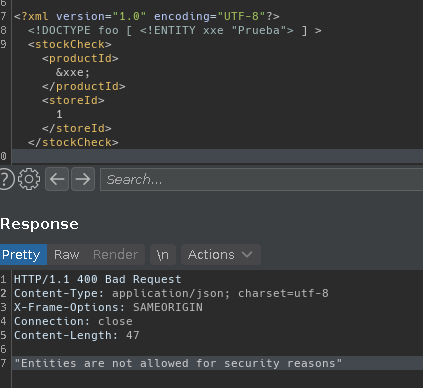 6
7 <?xml version="1.0" encoding="UTF-8"?>
8 <!DOCTYPE foo [ <!ENTITY xxe "Prueba"> ] >
9 <stockCheck>
<productId>
&xxe;
</productId>
<storeId>
1
</storeId>
</stockCheck>
0
? Search...
Response
Pretty Raw Render \n Actions
1 HTTP/1.1 400 Bad Request
2 Content-Type: application/json; charset=utf-8
3 X-Frame-Options: SAMEORIGIN
4 Connection: close
5 Content-Length: 47
6
7 "Entities are not allowed for security reasons"